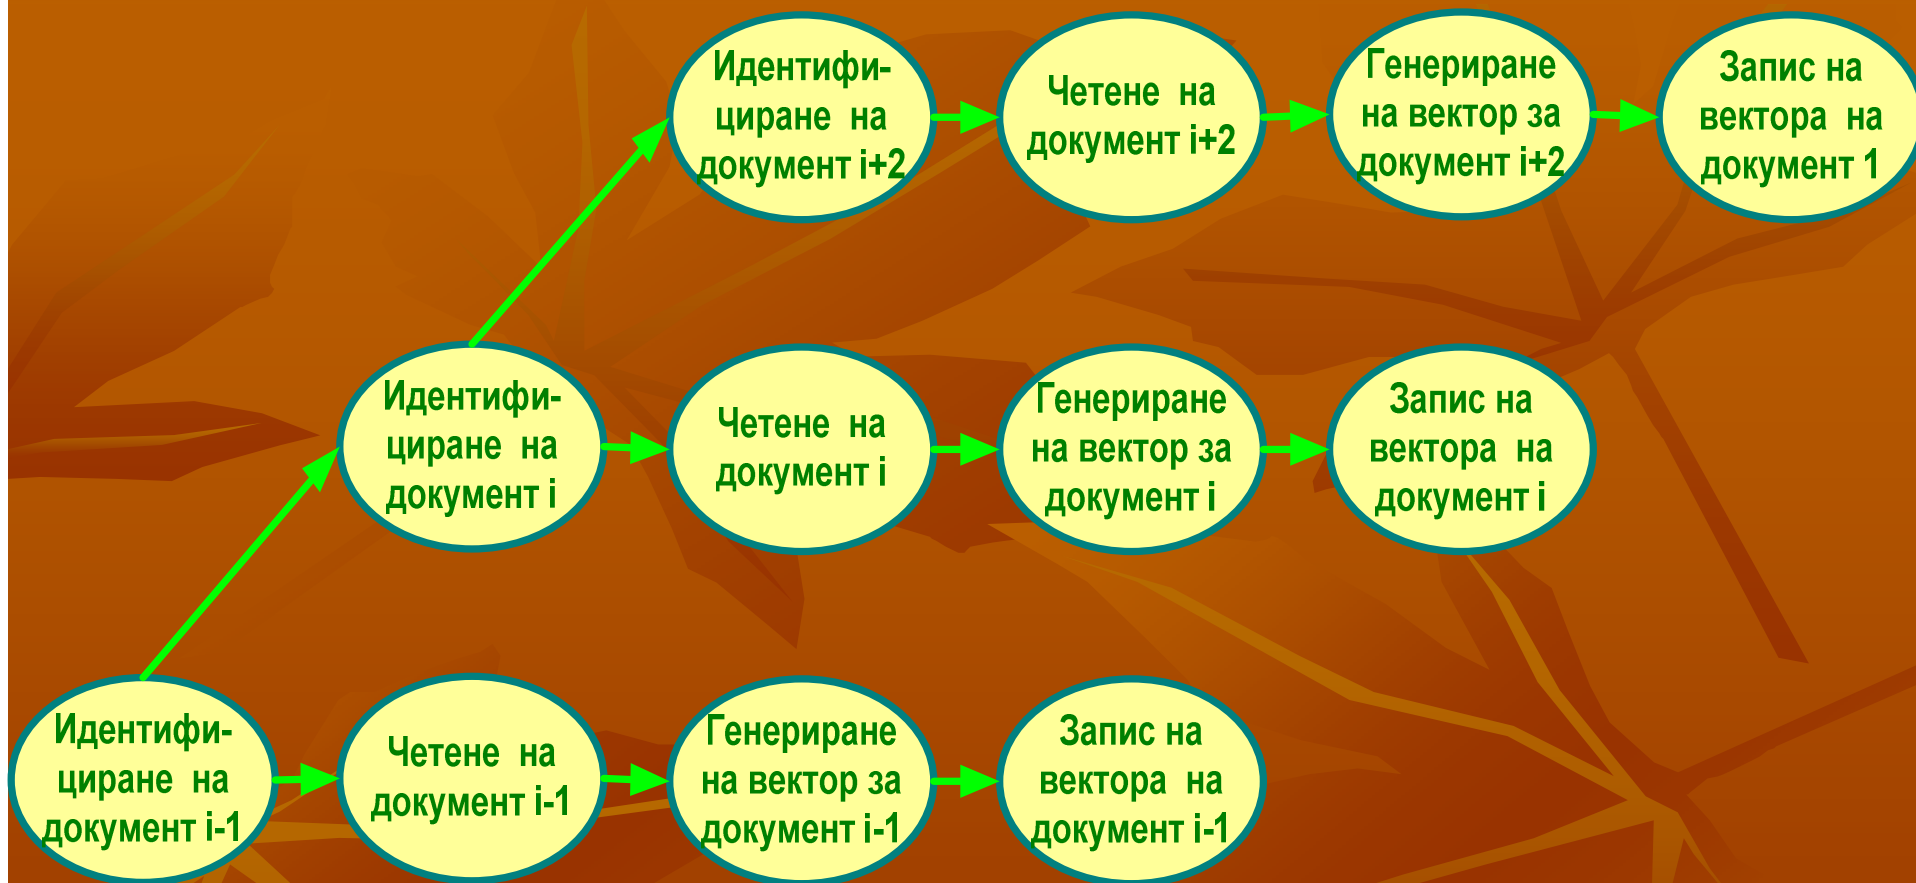 Идентифи-
циране на
документ i+2
Четене на
документ i+2
Генериране
на вектор за
документ i+2
Запис на
вектора на
документ 1
Идентифи-
циране на
документ i
Четене на
документ i
Генериране
на вектор за
документ i
Запис на
вектора на
документ i
Идентифи-
циране на
документ i-1
Четене на
документ i-1
Генериране
на вектор за
документ i-1
Запис на
вектора на
документ i-1